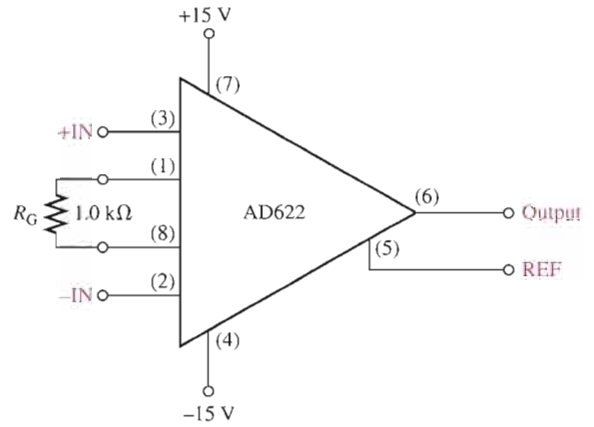 +15 V
(7)
+IN
(3)
(1)
RG
1.0 kΩ
AD622
(6)
Output
(8)
(5)
REF
–IN
(2)
(4)
–15 V